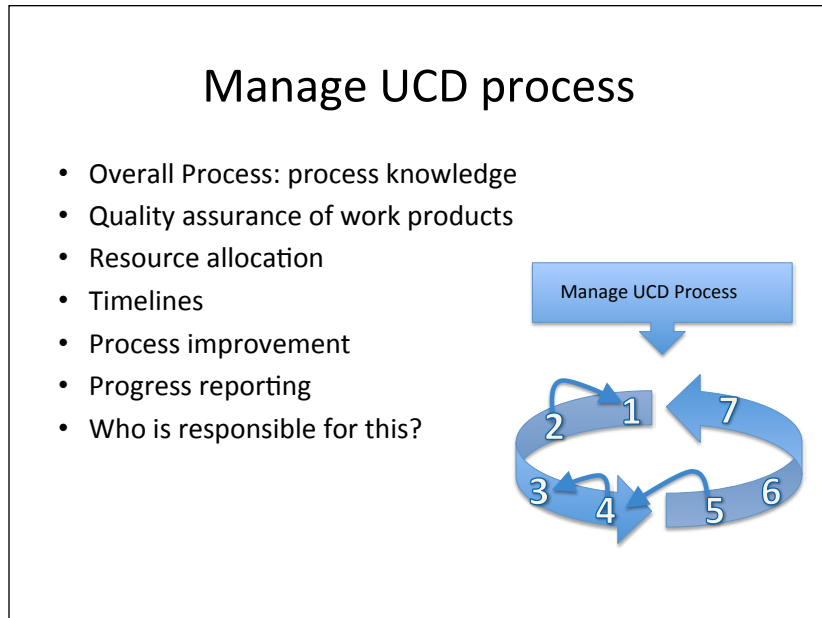 Manage UCD process
• Overall Process: process knowledge
• Quality assurance of work products
• Resource allocation
• Timelines
• Process improvement
• Progress reporting
• Who is responsible for this?
Manage UCD Process
1
2
3
4
5
6
7